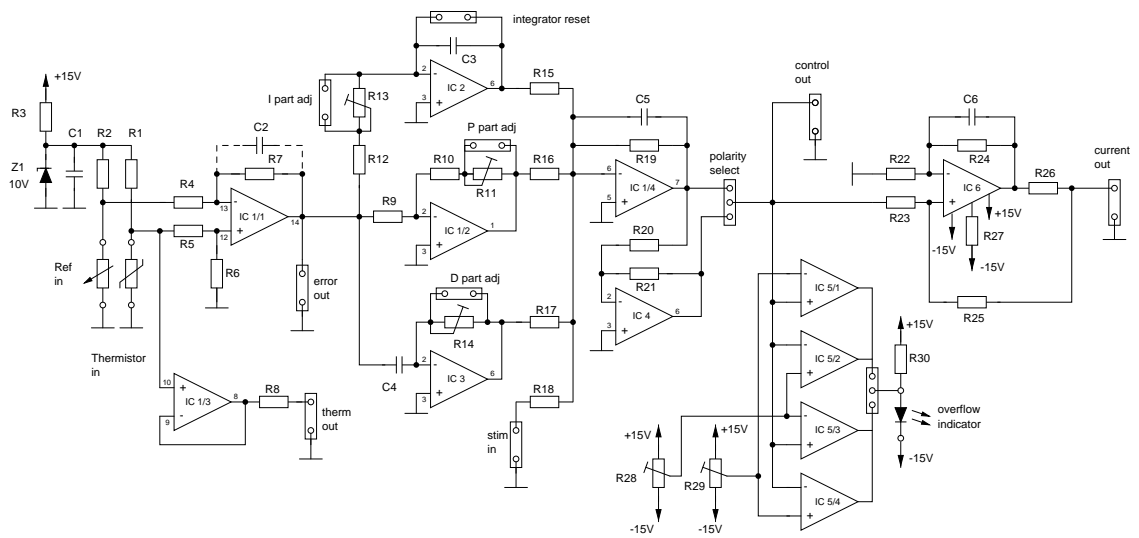 integrator reset
C3
2
-
IC 2
6
3
+
R15
+15V
I part adj
R13
control
out
C5
C6
R3
C1
R2
R1
C2
P part adj
R7
R12
R10
R16
R19
polarity
select
R22
R24
current
out
Z1
10V
R11
R26
R4
13
-
IC 1/1
14
12
+
R9
2
-
IC 1/2
1
3
+
6
-
IC 1/4
7
5
+
-
IC 6
+
+15V
R23
R5
-15V
R27
-15V
R20
Ref
in
R6
error
out
D part adj
R21
-
IC 5/1
+
R14
R17
2
-
IC 4
6
3
+
R25
+15V
Thermistor
in
-
IC 5/2
+
R30
C4
2
-
IC 3
6
3
+
10
+
IC 1/3
8
9
-
R8
R18
therm
out
stim
in
-
IC 5/3
+
overflow
indicator
+15V
+15V
-15V
R28
R29
-
IC 5/4
+
-15V
-15V